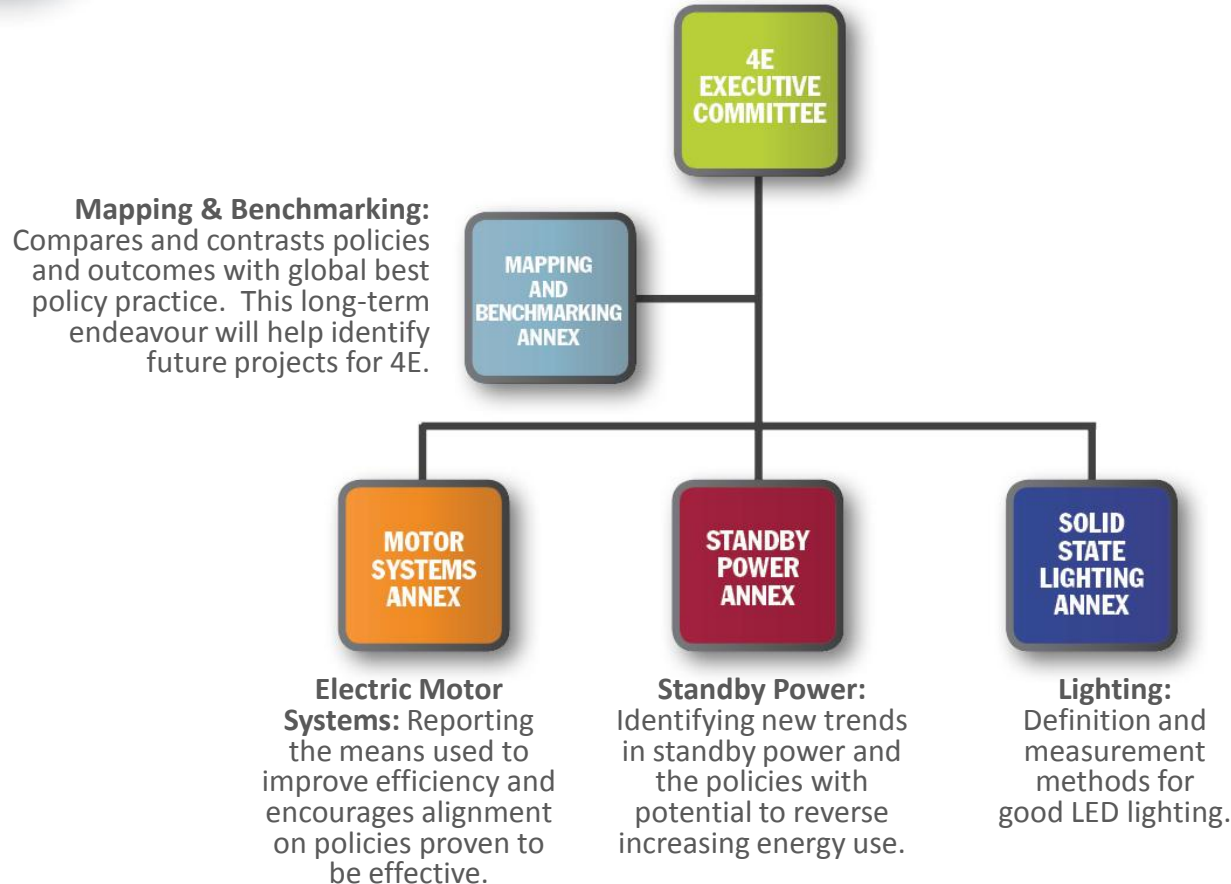 4E
EXECUTIVE
COMMITTEE
Mapping & Benchmarking:
Compares and contrasts policies
and outcomes with global best
policy practice.  This long-term
endeavour will help identify
future projects for 4E.
MAPPING
AND
BENCHMARKING
ANNEX
MOTOR
SYSTEMS
ANNEX
STANDBY
POWER
ANNEX
SOLID
STATE
LIGHTING
ANNEX
Electric Motor
Systems: Reporting
the means used to
improve efficiency and
encourages alignment
on policies proven to
be effective.
Standby Power:
Identifying new trends
in standby power and
the policies with
potential to reverse
increasing energy use.
Lighting:
Definition and
measurement
methods for
good LED lighting.